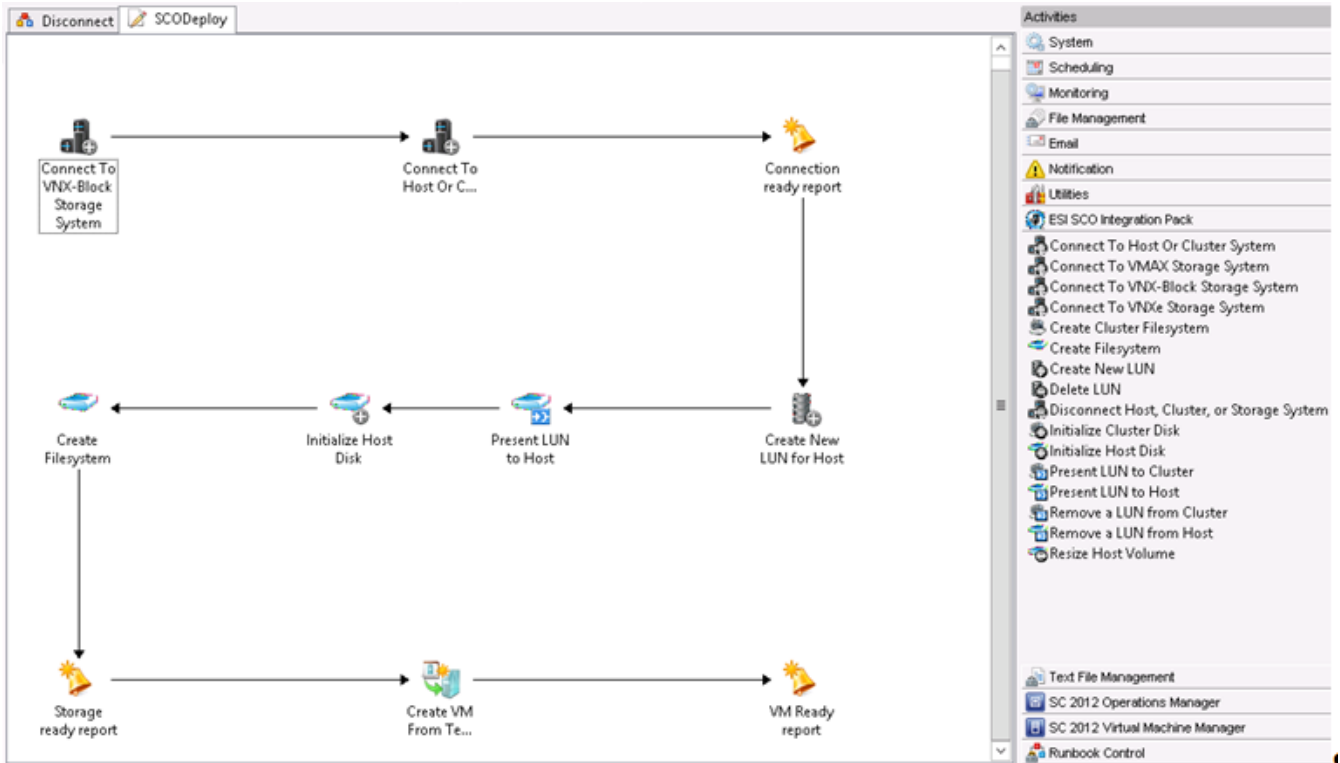 Disconnect
SCODeploy
Connect To
VNX-Block
Storage
System
Connect To
Host Or C...
Connection
ready report
Create
Filesystem
Initialize Host
Disk
Present LUN
to Host
Create New
LUN for Host
Storage
ready report
Create VM
From Te...
VM Ready
report
Activities
System
Scheduling
Monitoring
File Management
Email
Notification
Utilities
ESI SCO Integration Pack
Connect To Host Or Cluster System
Connect To VMAX Storage System
Connect To VNX-Block Storage System
Connect To VNXe Storage System
Create Cluster Filesystem
Create Filesystem
Create New LUN
Delete LUN
Disconnect Host, Cluster, or Storage System
Initialize Cluster Disk
Initialize Host Disk
Present LUN to Cluster
Present LUN to Host
Remove a LUN from Cluster
Remove a LUN from Host
Resize Host Volume
Text File Management
SC 2012 Operations Manager
SC 2012 Virtual Machine Manager
Runbook Control